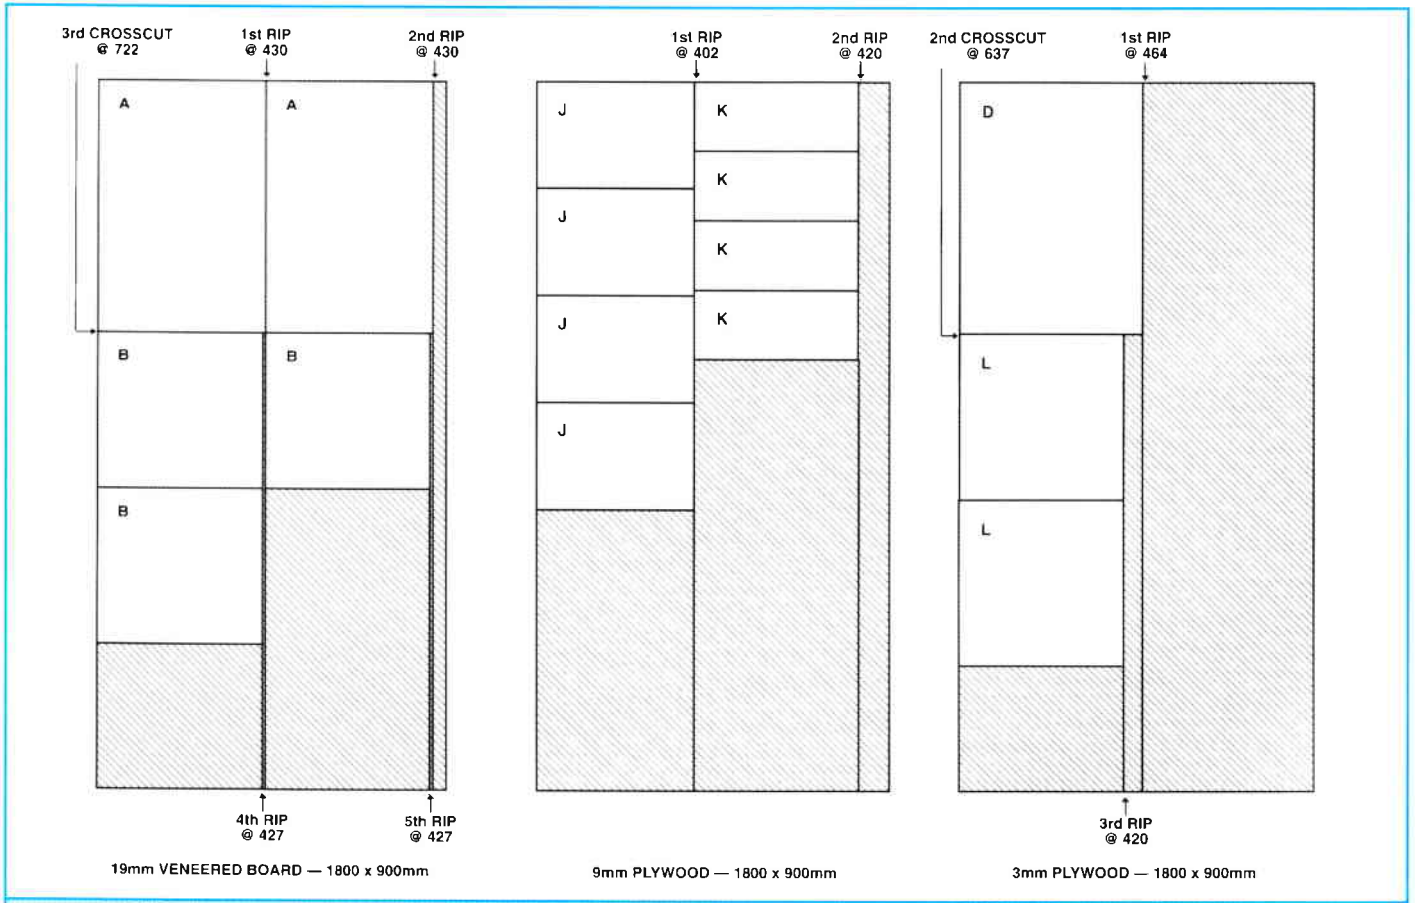 3rd CROSSCUT
@ 722
1st RIP
@ 430
2nd RIP
@ 430
A
A
B
B
B
4th RIP
@ 427
5th RIP
@ 427
19mm VENEERED BOARD — 1800 x 900mm
1st RIP
@ 402
2nd RIP
@ 420
J
K
K
J
K
J
K
J
9mm PLYWOOD — 1800 x 900mm
2nd CROSSCUT
@ 637
1st RIP
@ 464
D
L
L
3rd RIP
@ 420
3mm PLYWOOD — 1800 x 900mm